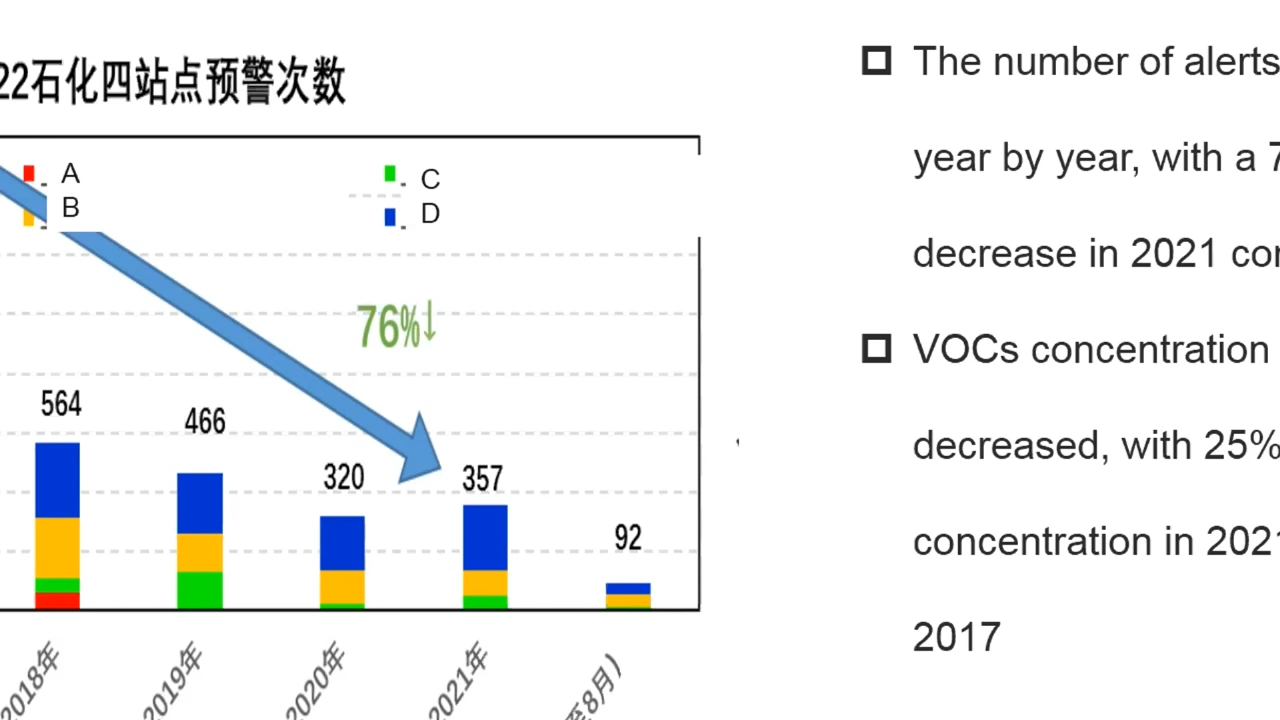 22石化四站点预警次数
A
B
C
D
76%↓
564
466
320
357
92
2018年
2019年
2020年
2021年
至8月)
The number of alerts
year by year, with a 7
decrease in 2021
VOCs concentration
decreased, with 25%
concentration in 2021
2017